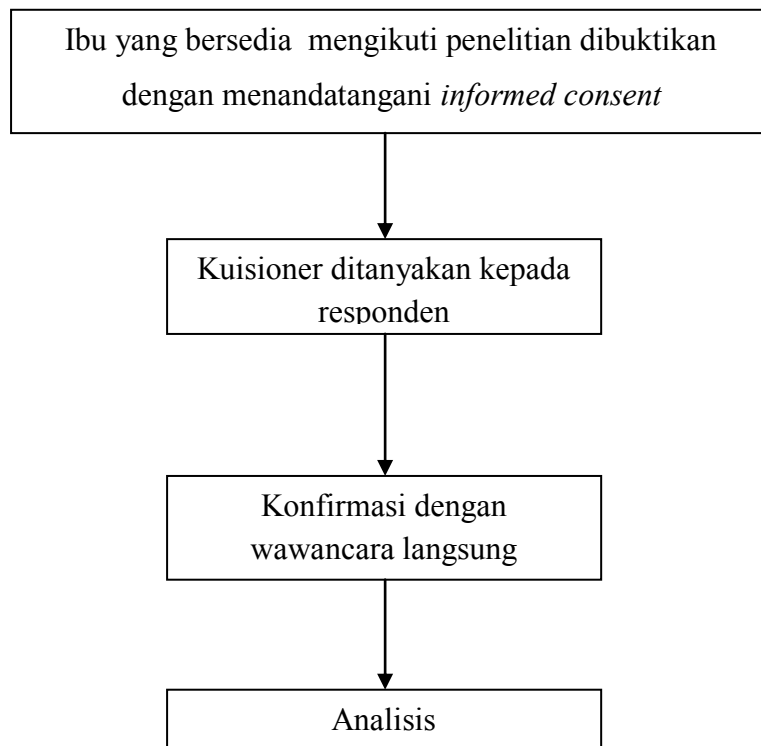 Ibu yang bersedia  mengikuti penelitian dibuktikan
dengan menandatangani informed consent
Kuisioner ditanyakan kepada
responden
Konfirmasi dengan
wawancara langsung
Analisis